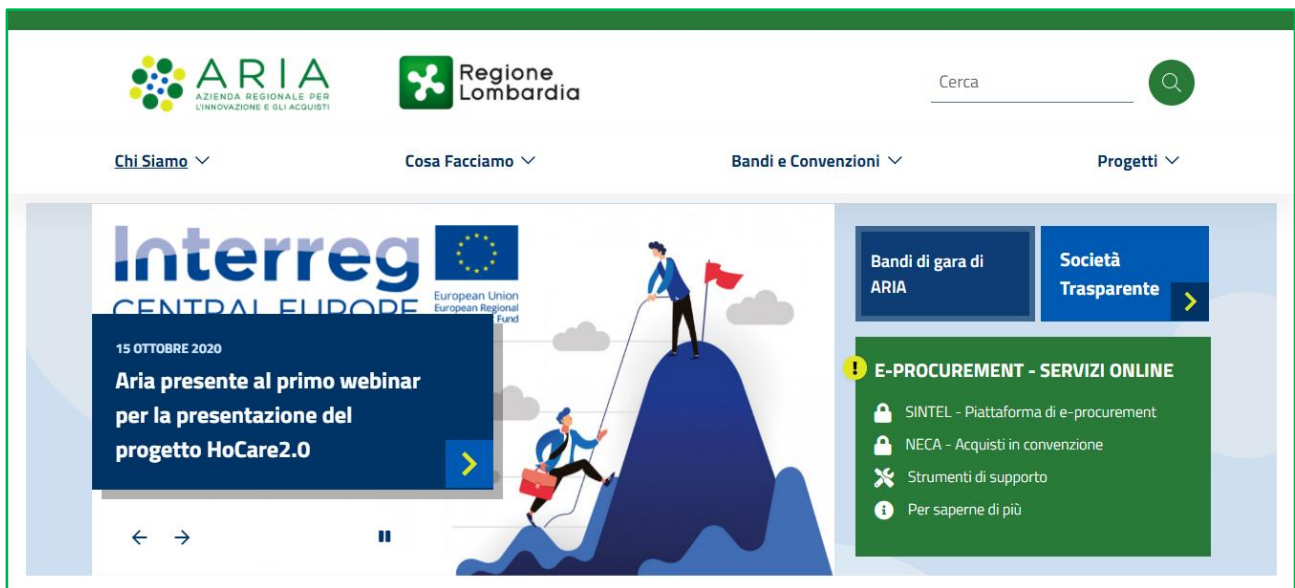 ARIA
AZIENDA REGIONALE PER
L'INNOVAZIONE E GLI ACQUISTI
Regione
Lombardia
Cerca
Chi Siamo
Cosa Facciamo
Bandi e Convenzioni
Progetti
Interreg
CENTRAL EUROPE
European Union
European Regional
Fund
15 OTTOBRE 2020
Aria presente al primo webinar
per la presentazione del
progetto HoCare2.0
Bandi di gara di
ARIA
Società
Trasparente
! E-PROCUREMENT - SERVIZI ONLINE
SINTEL - Piattaforma di e-procurement
NECA - Acquisti in convenzione
Strumenti di supporto
Per saperne di più